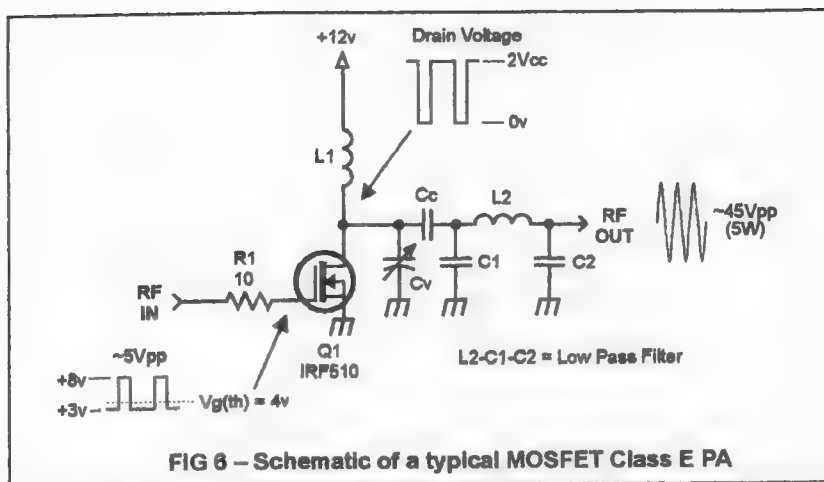 +12v
Drain Voltage
2Vcc
0v
L1
Cc
L2
RF
OUT
~45Vpp
(5W)
R1
10
Cv
C1
C2
RF
IN
Q1
IRF510
L2-C1-C2 = Low Pass Filter
~5Vpp
+8v
+3v
Vg(th) = 4v
FIG 6 – Schematic of a typical MOSFET Class E PA